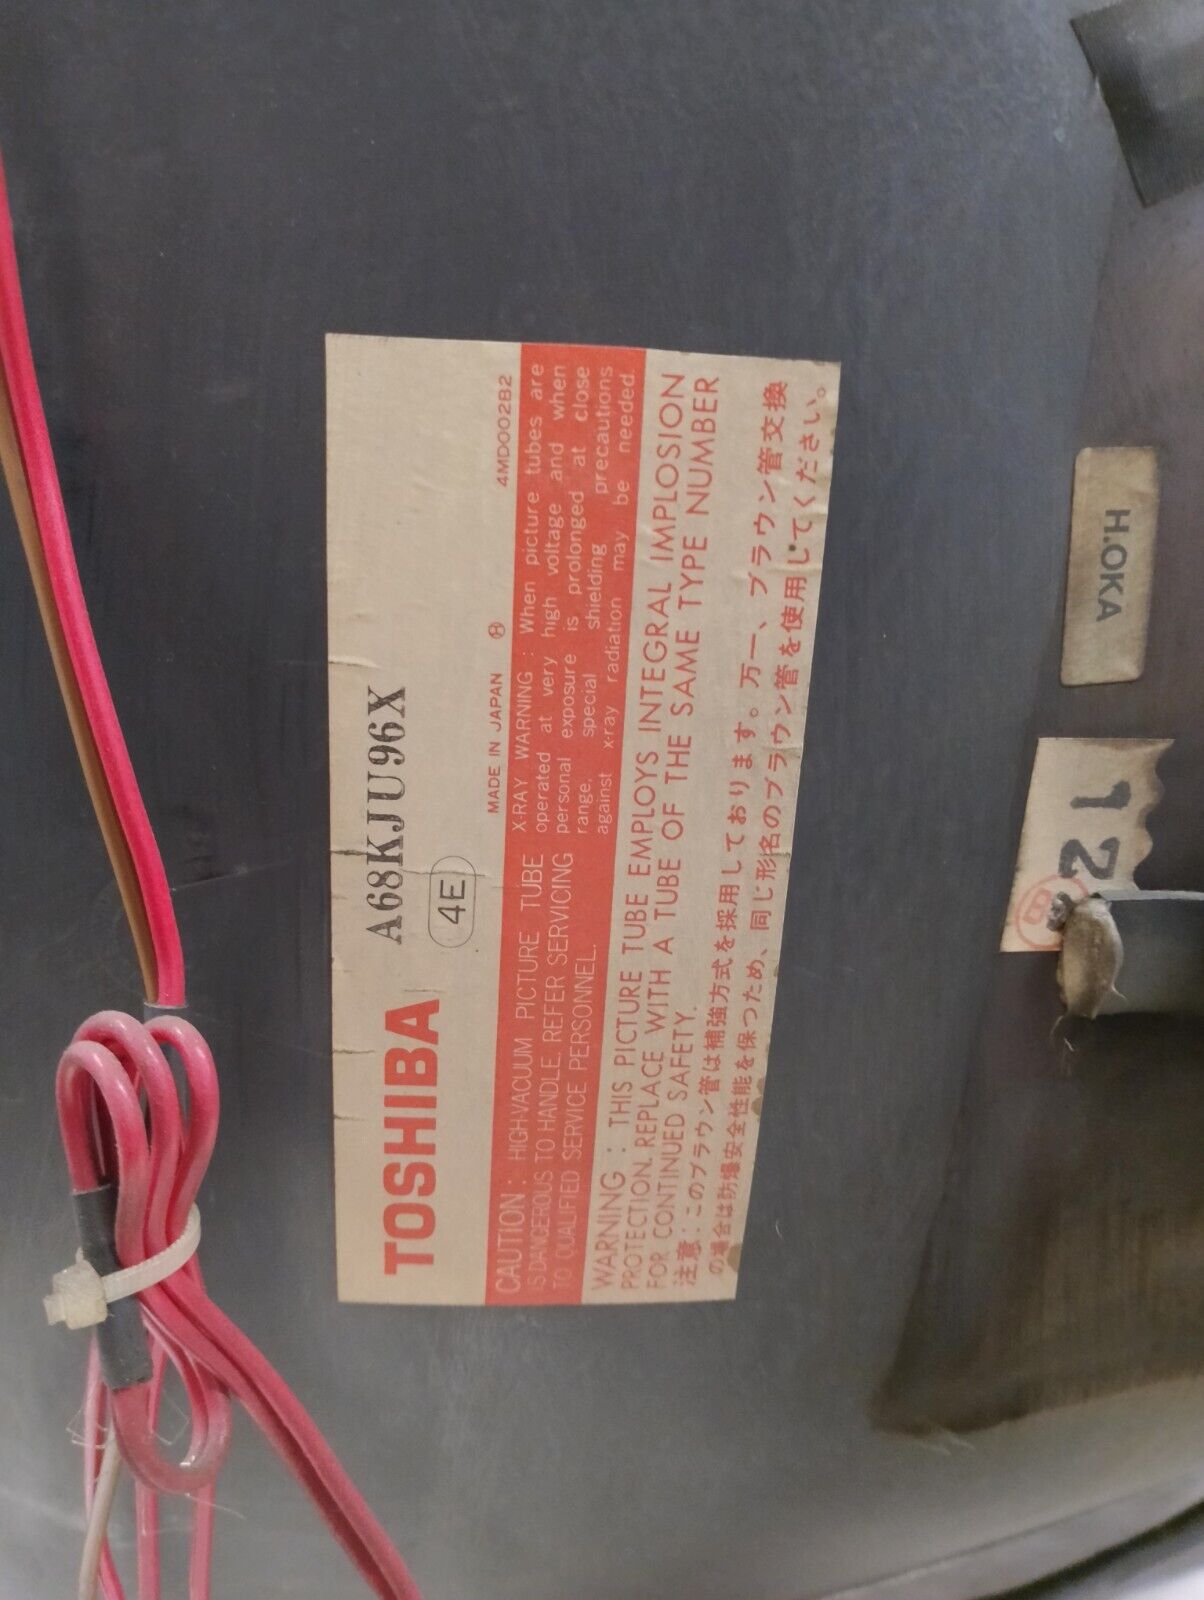 TOSHIBA A68KJU96X
4E
MADE IN JAPAN Ⓗ 4MD002B2
CAUTION : HIGH-VACUUM PICTURE TUBE
IS DANGEROUS TO HANDLE. REFER SERVICING
TO QUALIFIED SERVICE PERSONNEL.
X-RAY WARNING : When picture tubes are
operated at very high voltage and when
personal exposure is prolonged at close
range, special shielding precautions
against x-ray radiation may be needed.
WARNING : THIS PICTURE TUBE EMPLOYS INTEGRAL IMPLOSION
PROTECTION. REPLACE WITH A TUBE OF THE SAME TYPE NUMBER
FOR CONTINUED SAFETY.
注意：このブラウン管は補強方式を採用しております。万一、ブラウン管交換
の場合は防爆安全性能を保つため、同じ形名のブラウン管を使用してください。
H.OKA
12